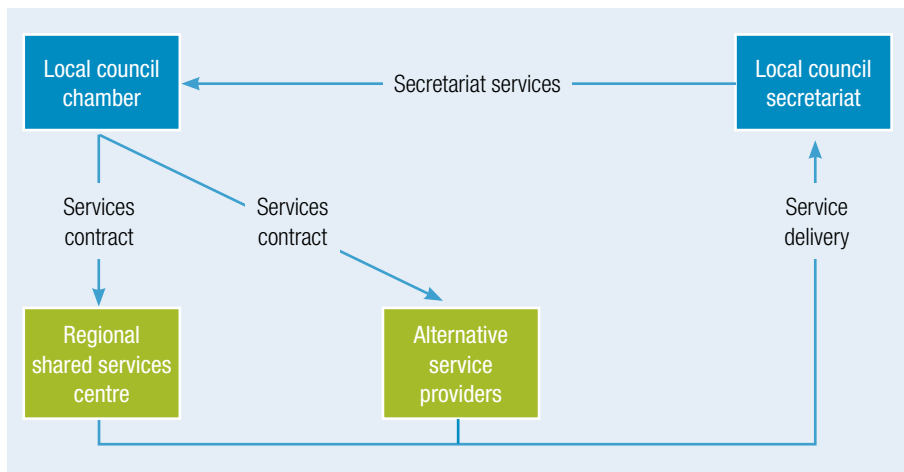 Local council
chamber
Secretariat services
Local council
secretariat
Services
contract
Services
contract
Service
delivery
Regional
shared services
centre
Alternative
service
providers